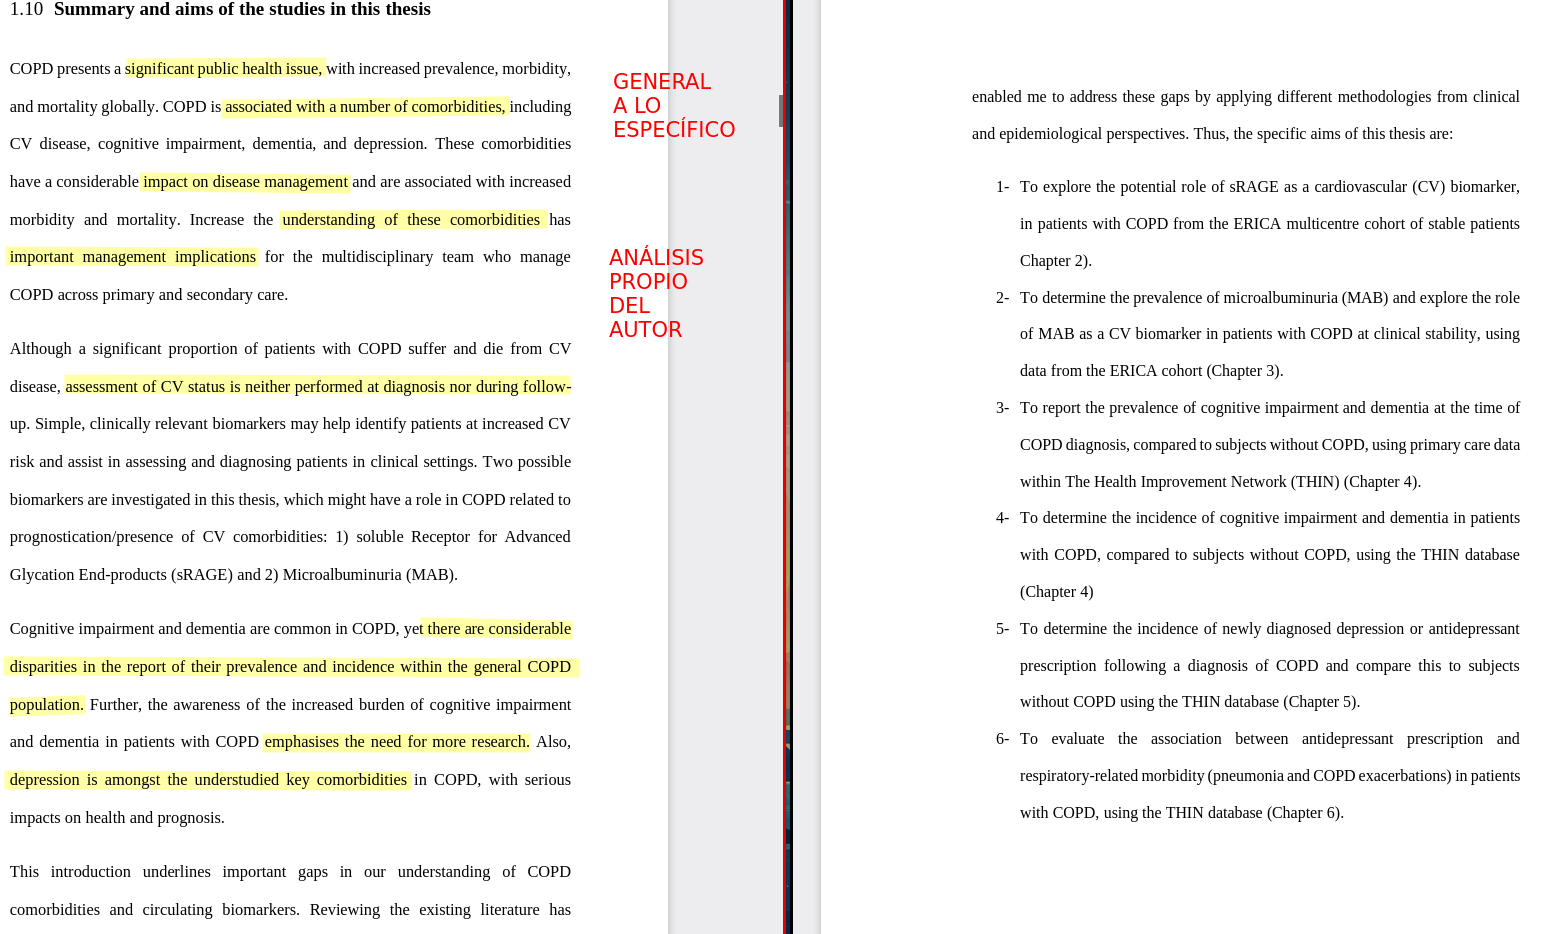 1.10 Summary and aims of the studies in this thesis
COPD presents a significant public health issue, with increased prevalence, morbidity,
and mortality globally. COPD is associated with a number of comorbidities, including
CV disease, cognitive impairment, dementia, and depression. These comorbidities
have a considerable impact on disease management and are associated with increased
morbidity and mortality. Increase the understanding of these comorbidities has
important management implications for the multidisciplinary team who manage
COPD across primary and secondary care.
Although a significant proportion of patients with COPD suffer and die from CV
disease, assessment of CV status is neither performed at diagnosis nor during follow-
up. Simple, clinically relevant biomarkers may help identify patients at increased CV
risk and assist in assessing and diagnosing patients in clinical settings. Two possible
biomarkers are investigated in this thesis, which might have a role in COPD related to
prognostication/presence of CV comorbidities: 1) soluble Receptor for Advanced
Glycation End-products (sRAGE) and 2) Microalbuminuria (MAB).
Cognitive impairment and dementia are common in COPD, yet there are considerable
disparities in the report of their prevalence and incidence within the general COPD
population. Further, the awareness of the increased burden of cognitive impairment
and dementia in patients with COPD emphasises the need for more research. Also,
depression is amongst the understudied key comorbidities in COPD, with serious
impacts on health and prognosis.
This introduction underlines important gaps in our understanding of COPD
comorbidities and circulating biomarkers. Reviewing the existing literature has
GENERAL
A LO
ESPECÍFICO
ANÁLISIS
PROPIO
DEL
AUTOR
enabled me to address these gaps by applying different methodologies from clinical
and epidemiological perspectives. Thus, the specific aims of this thesis are:
1- To explore the potential role of sRAGE as a cardiovascular (CV) biomarker,
in patients with COPD from the ERICA multicentre cohort of stable patients
Chapter 2).
2- To determine the prevalence of microalbuminuria (MAB) and explore the role
of MAB as a CV biomarker in patients with COPD at clinical stability, using
data from the ERICA cohort (Chapter 3).
3- To report the prevalence of cognitive impairment and dementia at the time of
COPD diagnosis, compared to subjects without COPD, using primary care data
within The Health Improvement Network (THIN) (Chapter 4).
4- To determine the incidence of cognitive impairment and dementia in patients
with COPD, compared to subjects without COPD, using the THIN database
(Chapter 4)
5- To determine the incidence of newly diagnosed depression or antidepressant
prescription following a diagnosis of COPD and compare this to subjects
without COPD using the THIN database (Chapter 5).
6- To evaluate the association between antidepressant prescription and
respiratory-related morbidity (pneumonia and COPD exacerbations) in patients
with COPD, using the THIN database (Chapter 6).